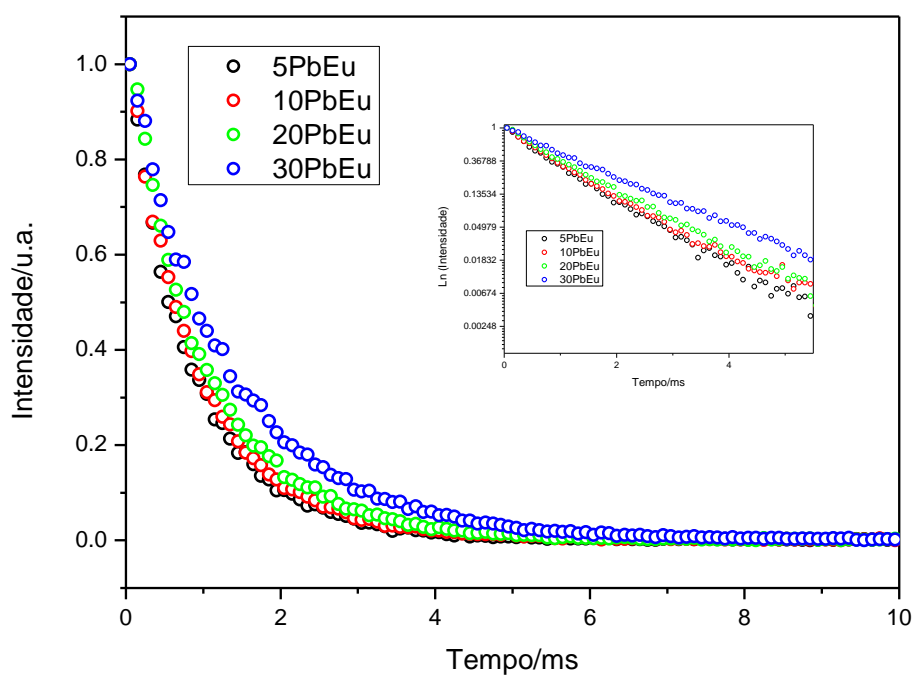 Intensidade/u.a.
1.0
0.8
0.6
0.4
0.2
0.0
0 2 4 6 8 10
Tempo/ms
5PbEu
10PbEu
20PbEu
30PbEu
Ln (Intensidade)
1
0.36788
0.13534
0.04979
0.01832
0.00674
0.00248
0 2 4
Tempo/ms
5PbEu
10PbEu
20PbEu
30PbEu